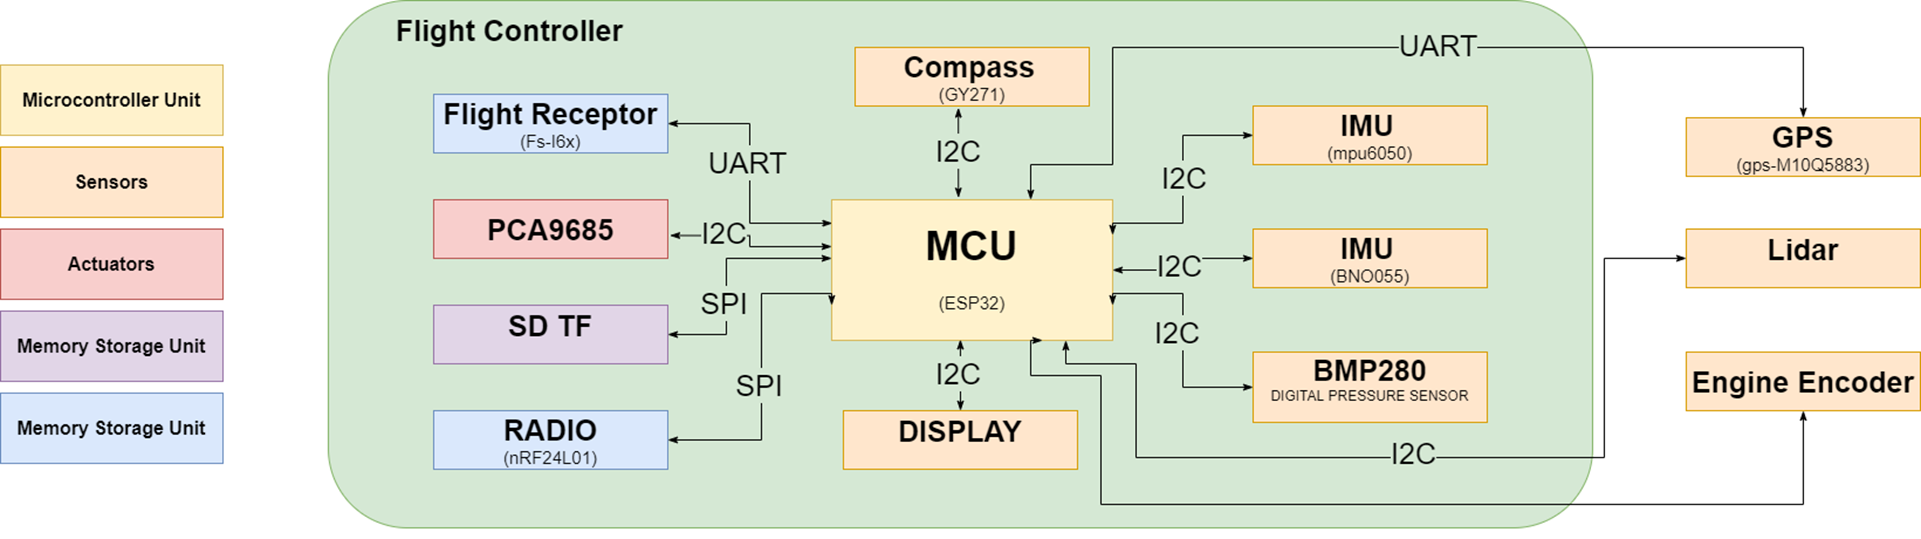 Flight Controller
Microcontroller Unit
Sensors
Actuators
Memory Storage Unit
Memory Storage Unit
Flight Receptor
(Fs-I6x)
UART
PCA9685
I2C
SD TF
SPI
RADIO
(nRF24L01)
SPI
Compass
(GY271)
I2C
MCU
(ESP32)
I2C
DISPLAY
IMU
(mpu6050)
I2C
IMU
(BNO055)
I2C
BMP280
DIGITAL PRESSURE SENSOR
I2C
UART
GPS
(gps-M10Q5883)
Lidar
I2C
Engine Encoder